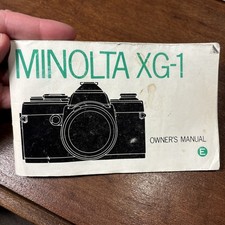 MINOLTA XG-1
OWNER'S MANUAL
E